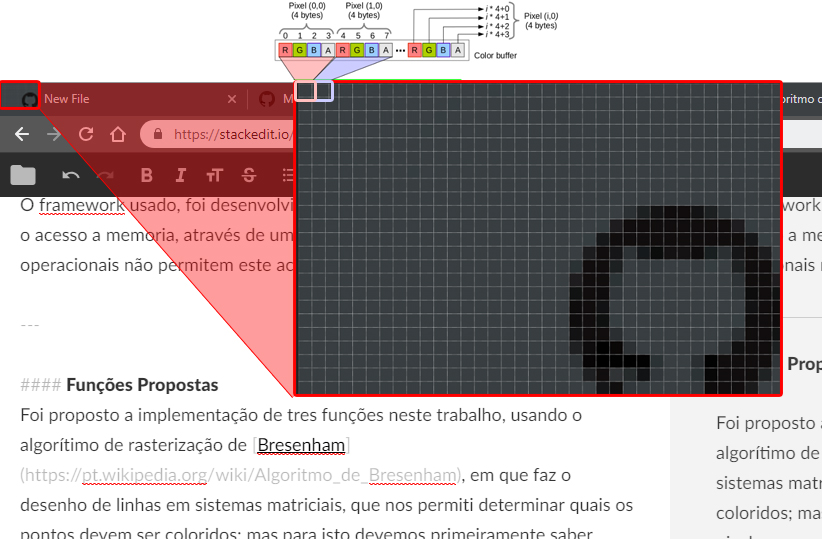 Pixel (0,0)
(4 bytes)
Pixel (1,0)
(4 bytes)
i * 4+0
i * 4+1
i * 4+2
i * 4+3
Pixel (i,0)
(4 bytes)
0 1 2 3 4 5 6 7
R G B A R G B A ••• R G B A
Color buffer
New File
M
oritmo d
https://stackedit.io/
B I TT S
O framework usado, foi desenvolvi
work
o acesso a memoria, através de um
a me
operacionais não permitem este ac
onais n
---
#### Funções Propostas
Prop
Foi proposto a implementação de tres funções neste trabalho, usando o
Foi proposto a
algorítimo de rasterização de [Bresenham]
algorítimo de
(https://pt.wikipedia.org/wiki/Algoritmo_de_Bresenham), em que faz o
sistemas matr
desenho de linhas em sistemas matriciais, que nos permiti determinar quais os
coloridos; mas
pontos devem ser coloridos; mas para isto devemos primeiramente saber